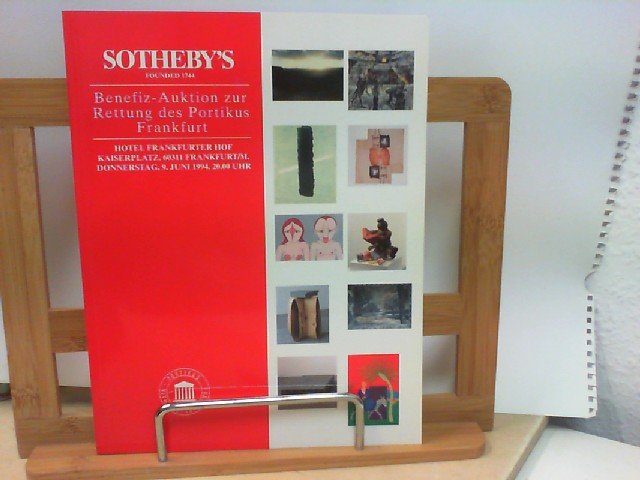 SOTHEBY'S
FOUNDED 1744
Benefiz-Auktion zur
Rettung des Portikus
Frankfurt
HOTEL FRANKFURTER HOF
KAISERPLATZ, 60311 FRANKFURT/M.
DONNERSTAG, 9. JUNI 1994, 20.00 UHR
PORTIKUS